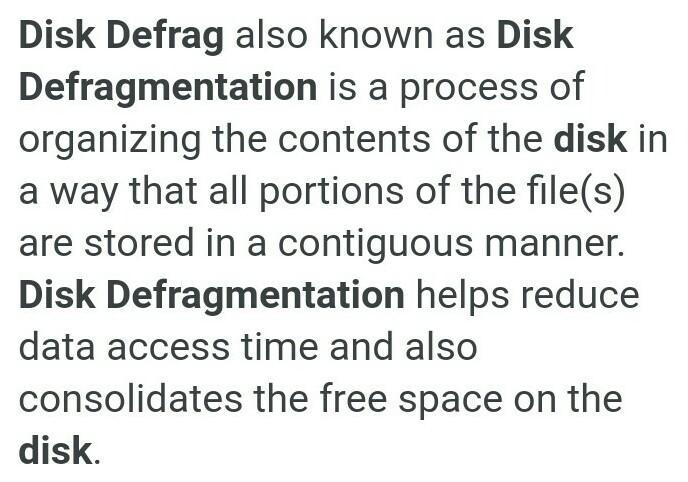 Disk Defrag also known as Disk
Defragmentation is a process of
organizing the contents of the disk in
a way that all portions of the file(s)
are stored in a contiguous manner.
Disk Defragmentation helps reduce
data access time and also
consolidates the free space on the
disk.